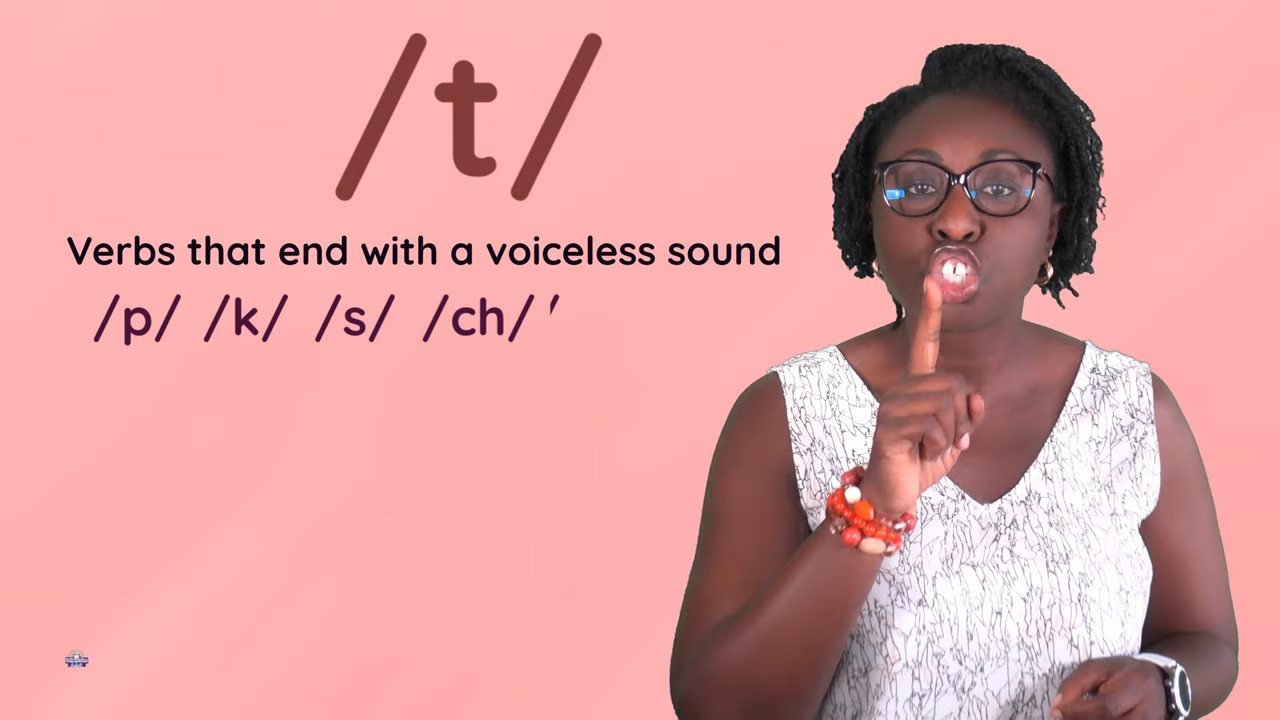 /t/
Verbs that end with a voiceless sound
/p/ /k/ /s/ /ch/ ′